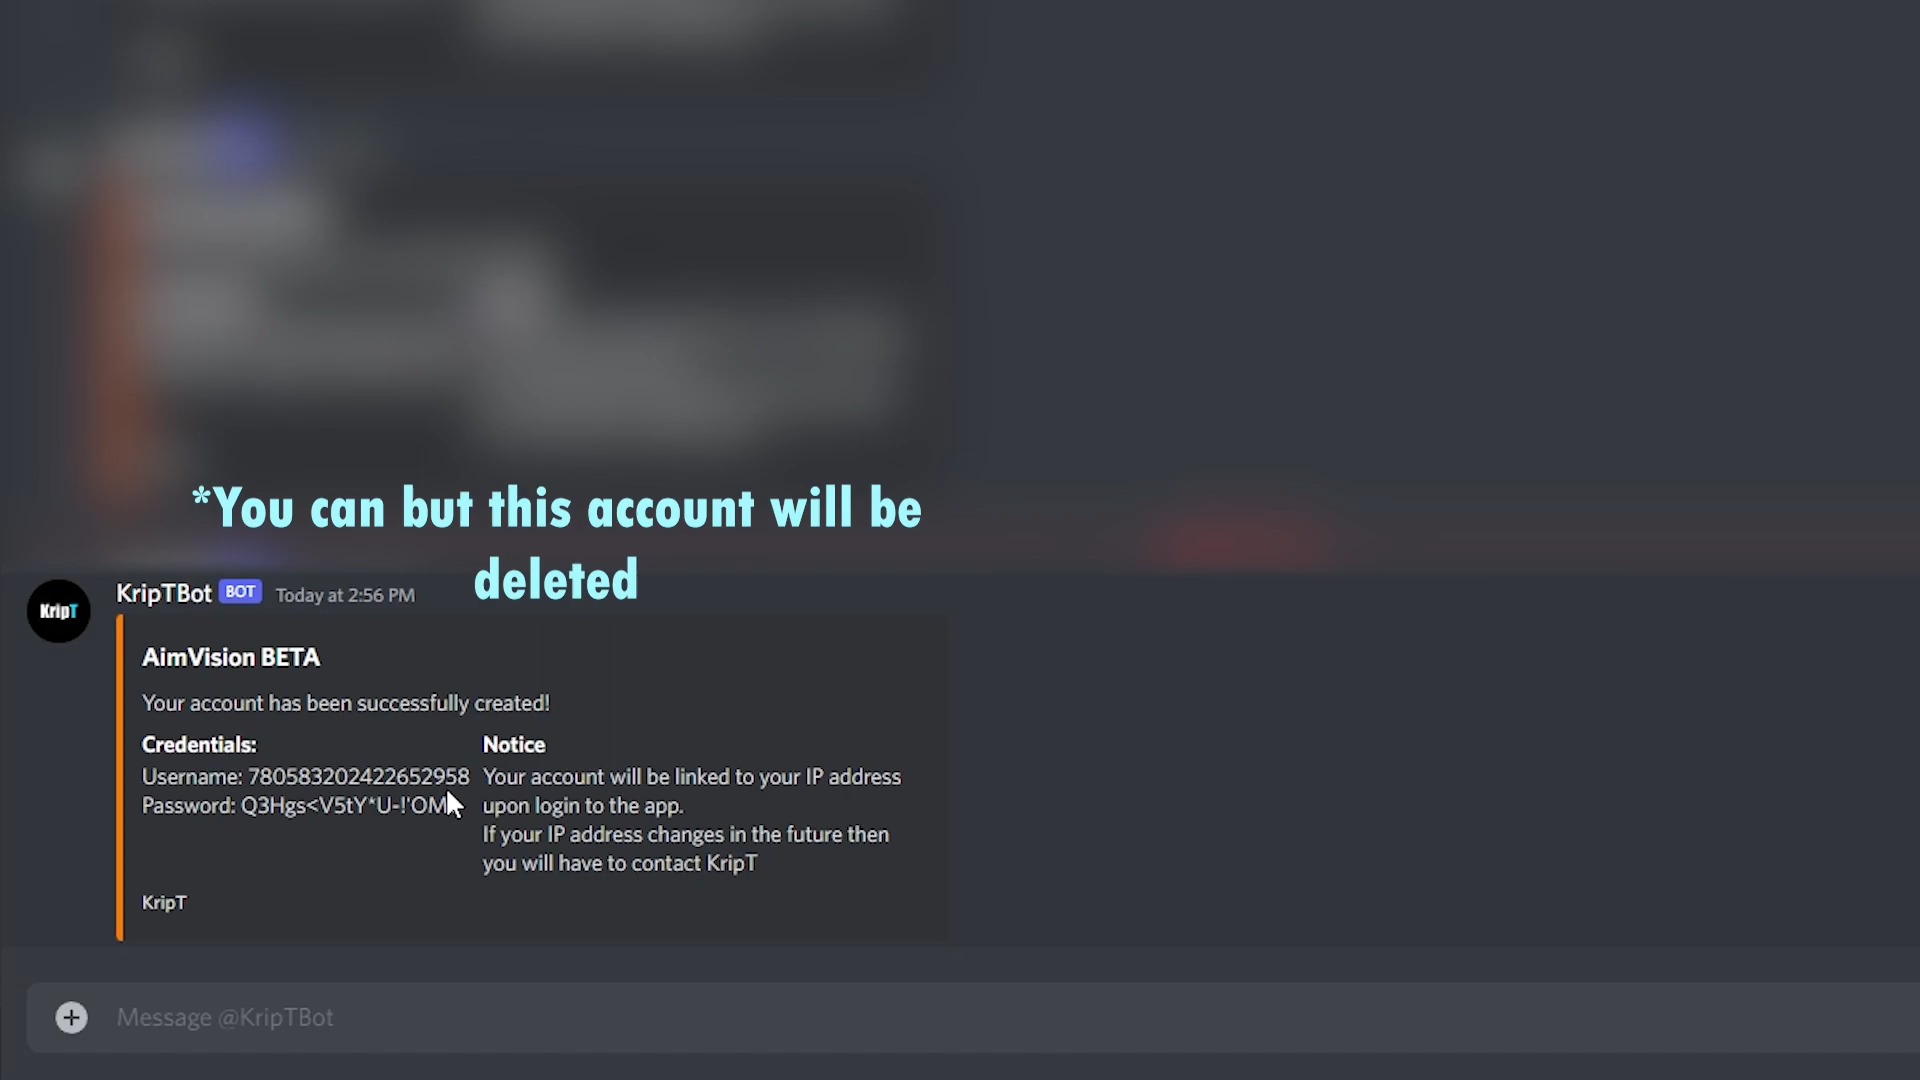 *You can but this account will be
deleted
KripT
KripTBot BOT Today at 2:56 PM
AimVision BETA
Your account has been successfully created!
Credentials:
Username: 780583202422652958
Password: Q3Hgs<V5tY*U-!'OM
Notice
Your account will be linked to your IP address
upon login to the app.
If your IP address changes in the future then
you will have to contact KripT
KripT
Message @KripTBot